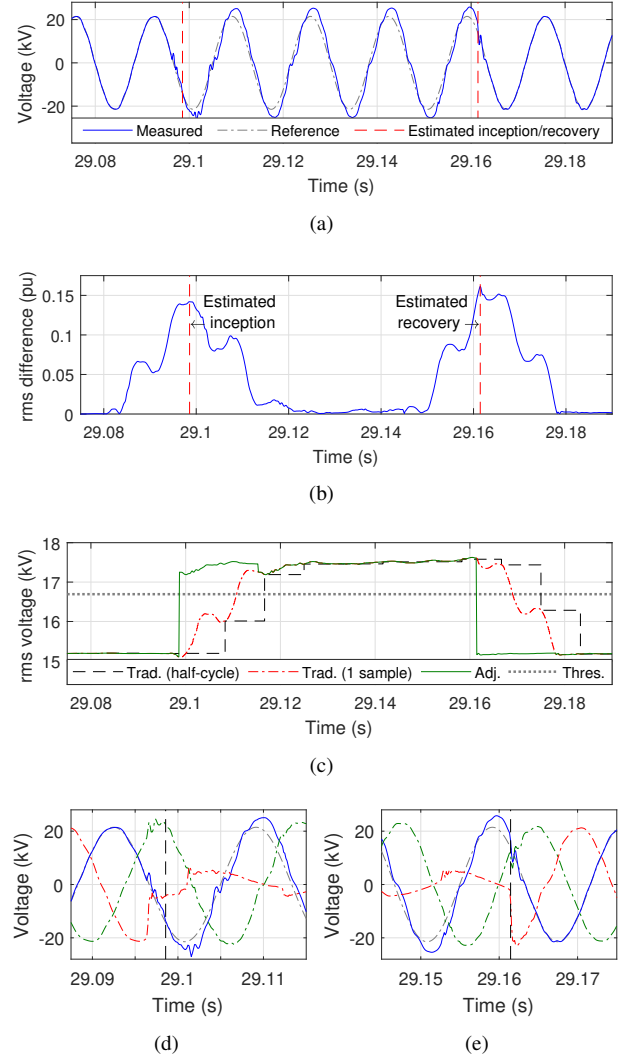 Voltage (kV)
20
0
-20
Measured Reference Estimated inception/recovery
29.08 29.1 29.12 29.14 29.16 29.18
Time (s)
(a)
rms difference (pu)
0.15
0.1
0.05
0
Estimated inception
Estimated recovery
29.08 29.1 29.12 29.14 29.16 29.18
Time (s)
(b)
rms voltage (kV)
18
17
16
15
Trad. (half-cycle) Trad. (1 sample) Adj. Thres.
29.08 29.1 29.12 29.14 29.16 29.18
Time (s)
(c)
Voltage (kV)
20
0
-20
29.09 29.1 29.11
Time (s)
(d)
Voltage (kV)
20
0
-20
29.15 29.16 29.17
Time (s)
(e)